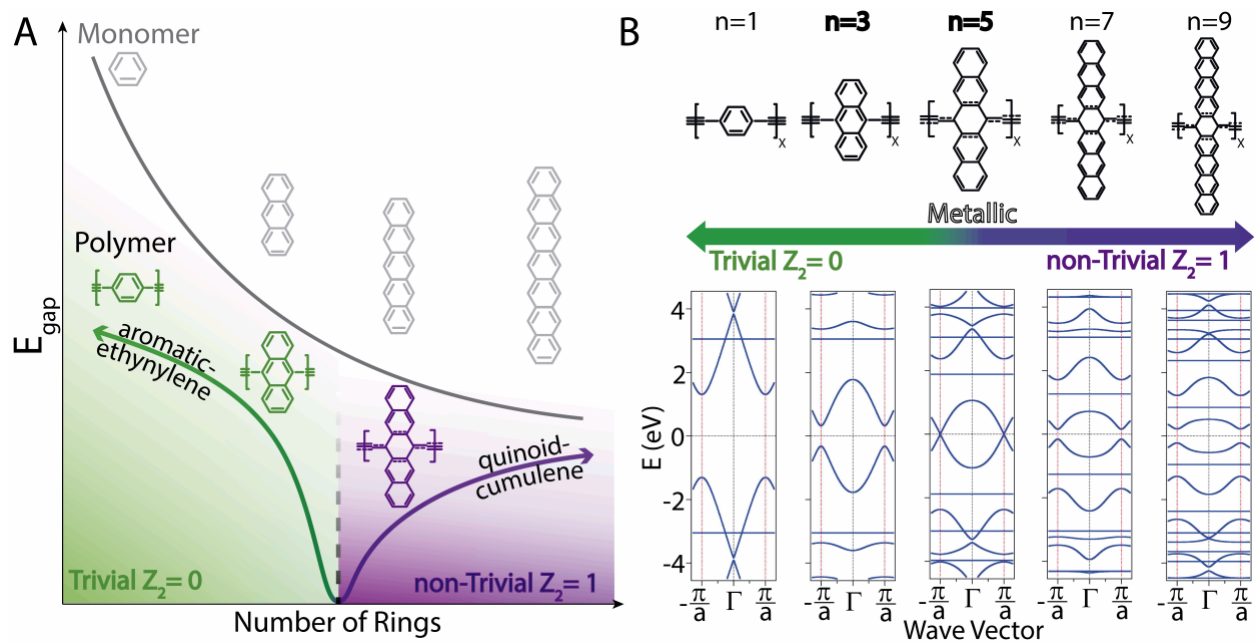 A
Monomer
Polymer
aromatic-
ethynylene
quinoid-
cumulene
Trivial Z₂= 0
non-Trivial Z₂= 1
E gap
Number of Rings
B
n=1 n=3 n=5 n=7 n=9
x x x x x
Metallic
Trivial Z₂= 0
non-Trivial Z₂= 1
4
2
0
-2
-4
E (eV)
-π/a Γ π/a -π/a Γ π/a -π/a Γ π/a -π/a Γ π/a -π/a Γ π/a
Wave Vector